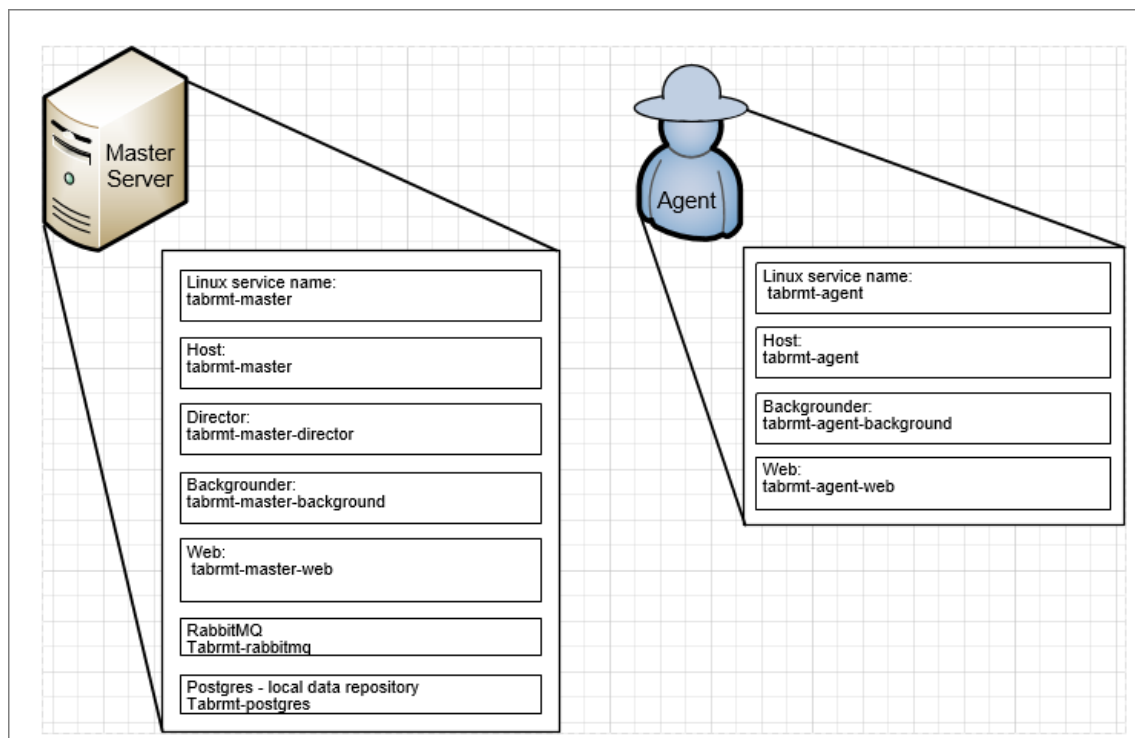 Master
Server
Linux service name:
tabrmt-master
Host:
tabrmt-master
Director:
tabrmt-master-director
Backgrounder:
tabrmt-master-background
Web:
tabrmt-master-web
RabbitMQ
Tabrmt-rabbitmq
Postgres - local data repository
Tabrmt-postgres
Agent
Linux service name:
tabrmt-agent
Host:
tabrmt-agent
Backgrounder:
tabrmt-agent-background
Web:
tabrmt-agent-web